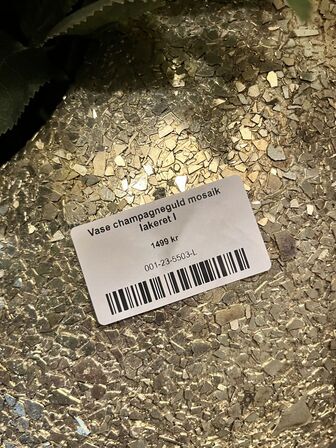 Vase champagneguld mosaik
lakeret l
1499 kr
001-23-5503-L